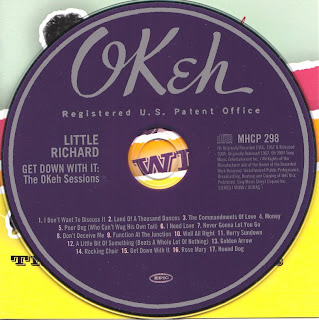 OKeh
Registered U.S. Patent Office
LITTLE
RICHARD
GET DOWN WITH IT:
The OKeh Sessions
MHCP 298
1. I Don't Want To Discuss It 2. Land Of A Thousand Dances 3. The Commandments Of Love 4. Money
5. Poor Dog (Who Can't Wag His Own Tail) 6. I Need Love 7. Never Gonna Let You Go
8. Don't Deceive Me 9. Function At The Junction 10. Well All Right 11. Hurry Sundown
12. A Little Bit Of Something (Beats A Whole Lot Of Nothing) 13. Golden Arrow
14. Rocking Chair 15. Get Down With It 16. Rose Mary 17. Hound Dog
EPIC